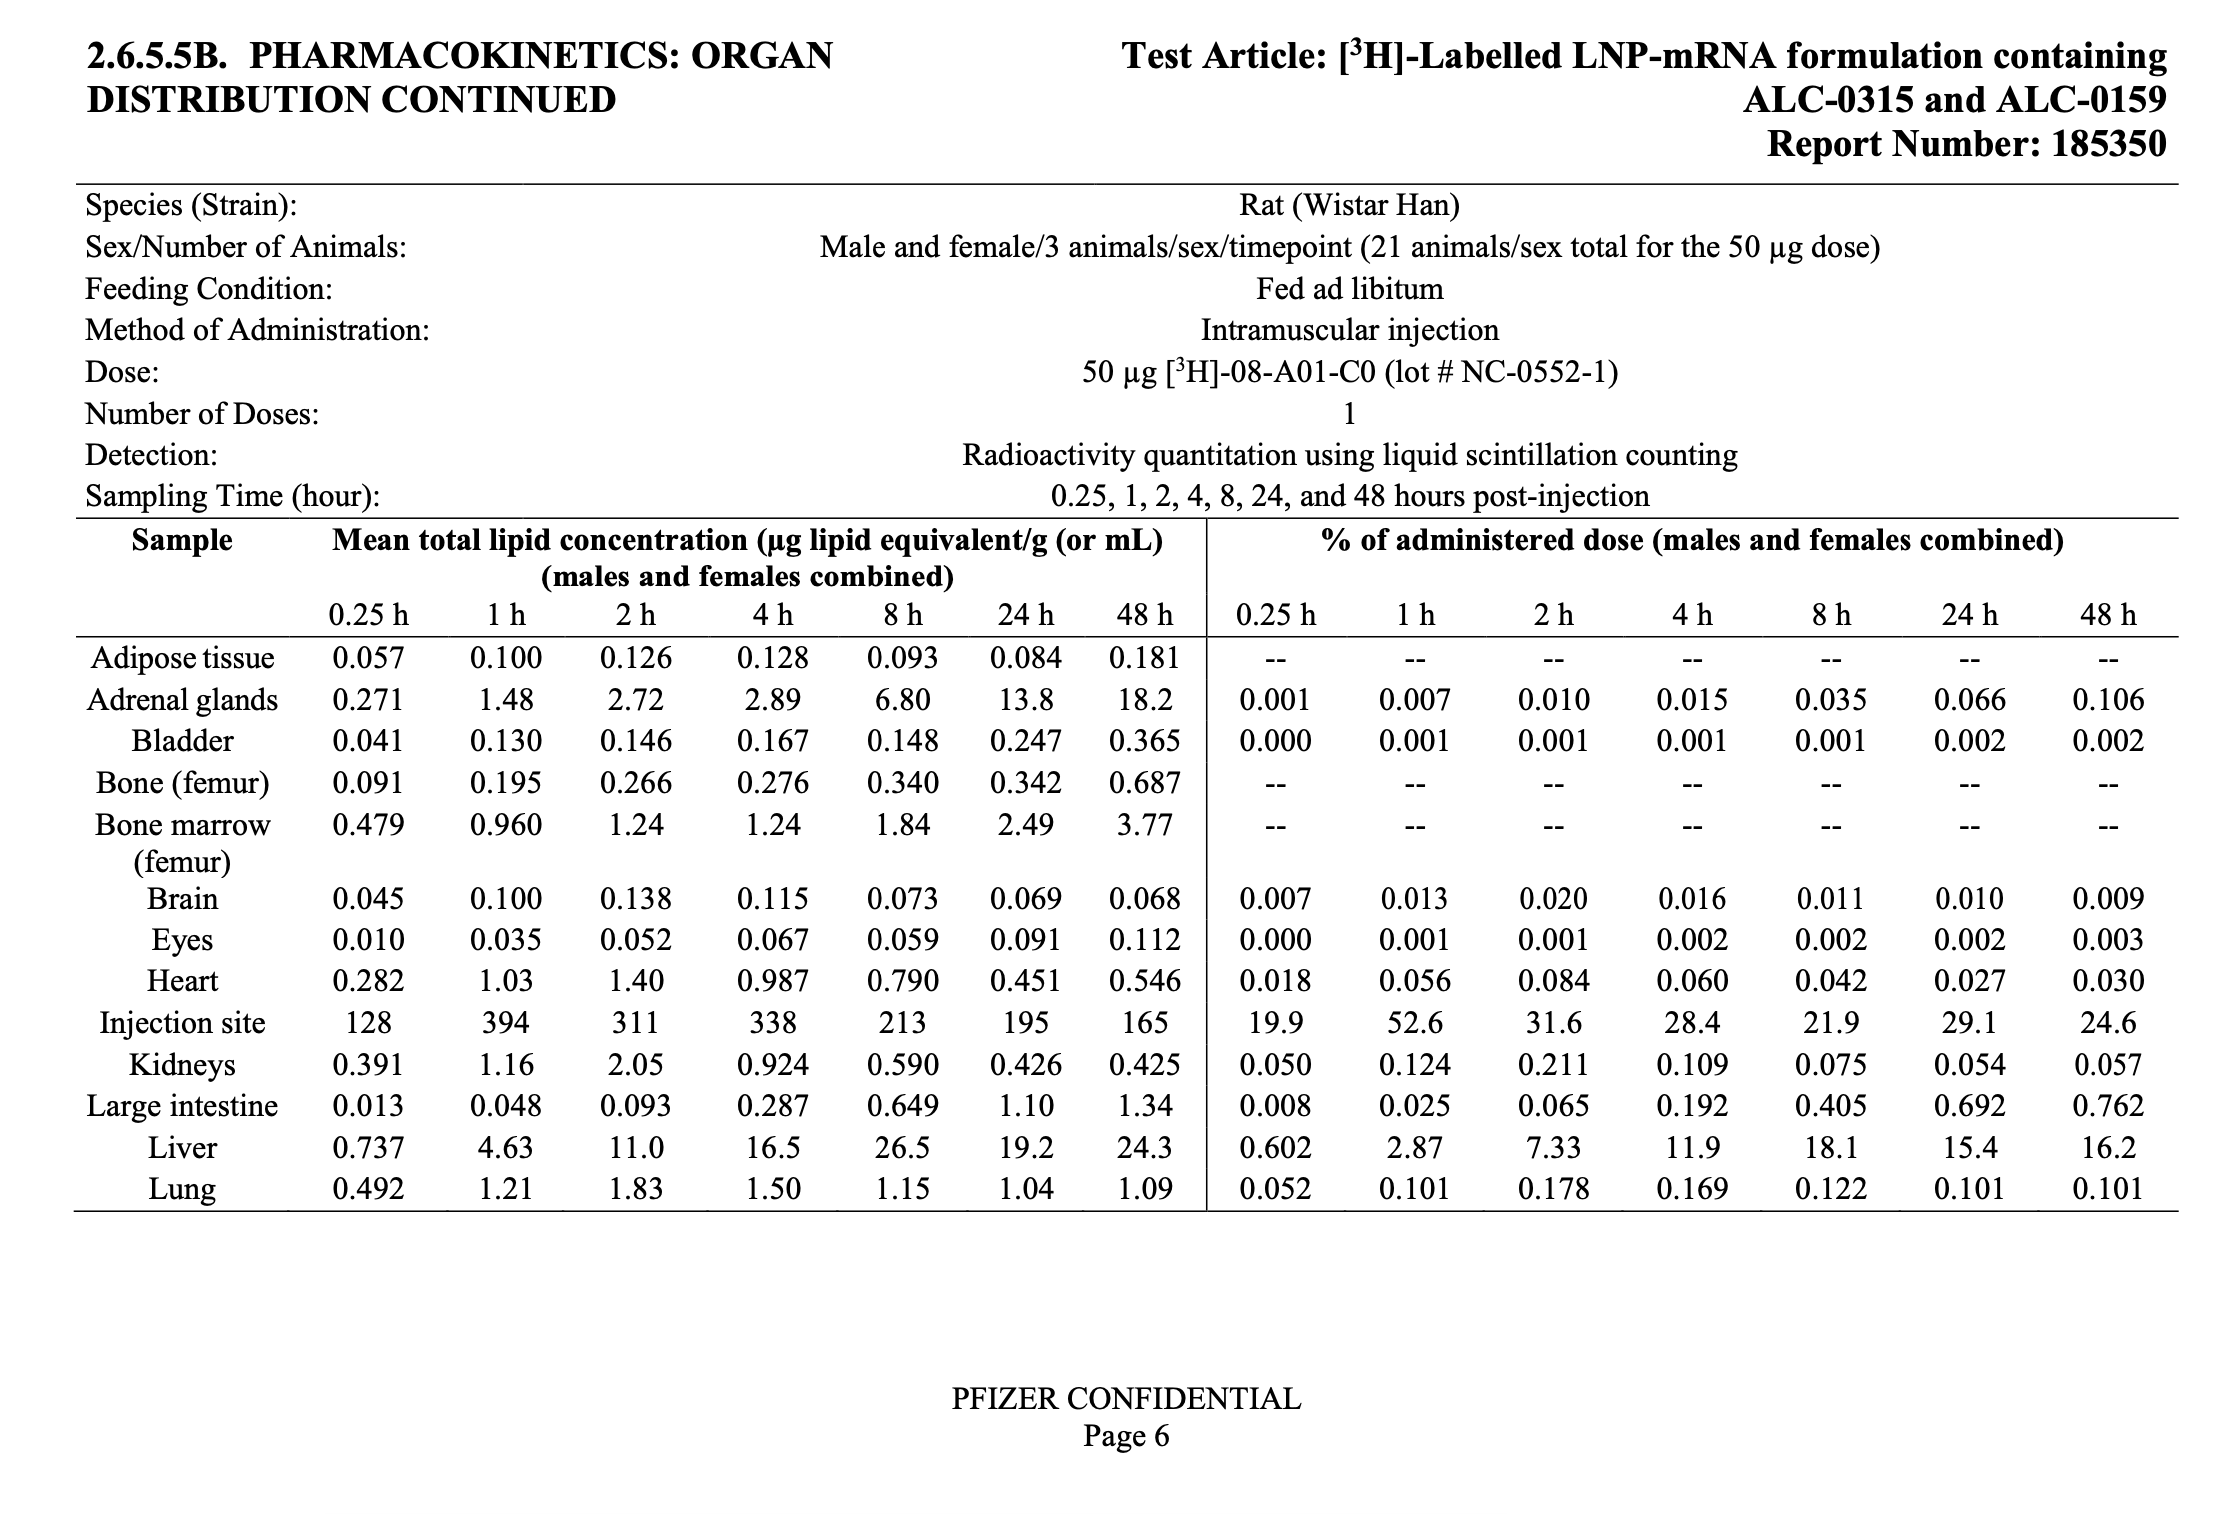 2.6.5.5B. PHARMACOKINETICS: ORGAN
DISTRIBUTION CONTINUED
Test Article: [³H]-Labelled LNP-mRNA formulation containing
ALC-0315 and ALC-0159
Report Number: 185350
Species (Strain): Rat (Wistar Han)
Sex/Number of Animals: Male and female/3 animals/sex/timepoint (21 animals/sex total for the 50 µg dose)
Feeding Condition: Fed ad libitum
Method of Administration: Intramuscular injection
Dose: 50 µg [³H]-08-A01-C0 (lot # NC-0552-1)
Number of Doses: 1
Detection: Radioactivity quantitation using liquid scintillation counting
Sampling Time (hour): 0.25, 1, 2, 4, 8, 24, and 48 hours post-injection
Sample Mean total lipid concentration (µg lipid equivalent/g (or mL) % of administered dose (males and females combined)
(males and females combined)
0.25 h 1 h 2 h 4 h 8 h 24 h 48 h 0.25 h 1 h 2 h 4 h 8 h 24 h 48 h
Adipose tissue 0.057 0.100 0.126 0.128 0.093 0.084 0.181 -- -- -- -- -- -- --
Adrenal glands 0.271 1.48 2.72 2.89 6.80 13.8 18.2 0.001 0.007 0.010 0.015 0.035 0.066 0.106
Bladder 0.041 0.130 0.146 0.167 0.148 0.247 0.365 0.000 0.001 0.001 0.001 0.001 0.002 0.002
Bone (femur) 0.091 0.195 0.266 0.276 0.340 0.342 0.687 -- -- -- -- -- -- --
Bone marrow 0.479 0.960 1.24 1.24 1.84 2.49 3.77 -- -- -- -- -- -- --
(femur)
Brain 0.045 0.100 0.138 0.115 0.073 0.069 0.068 0.007 0.013 0.020 0.016 0.011 0.010 0.009
Eyes 0.010 0.035 0.052 0.067 0.059 0.091 0.112 0.000 0.001 0.001 0.002 0.002 0.002 0.003
Heart 0.282 1.03 1.40 0.987 0.790 0.451 0.546 0.018 0.056 0.084 0.060 0.042 0.027 0.030
Injection site 128 394 311 338 213 195 165 19.9 52.6 31.6 28.4 21.9 29.1 24.6
Kidneys 0.391 1.16 2.05 0.924 0.590 0.426 0.425 0.050 0.124 0.211 0.109 0.075 0.054 0.057
Large intestine 0.013 0.048 0.093 0.287 0.649 1.10 1.34 0.008 0.025 0.065 0.192 0.405 0.692 0.762
Liver 0.737 4.63 11.0 16.5 26.5 19.2 24.3 0.602 2.87 7.33 11.9 18.1 15.4 16.2
Lung 0.492 1.21 1.83 1.50 1.15 1.04 1.09 0.052 0.101 0.178 0.169 0.122 0.101 0.101
PFIZER CONFIDENTIAL
Page 6